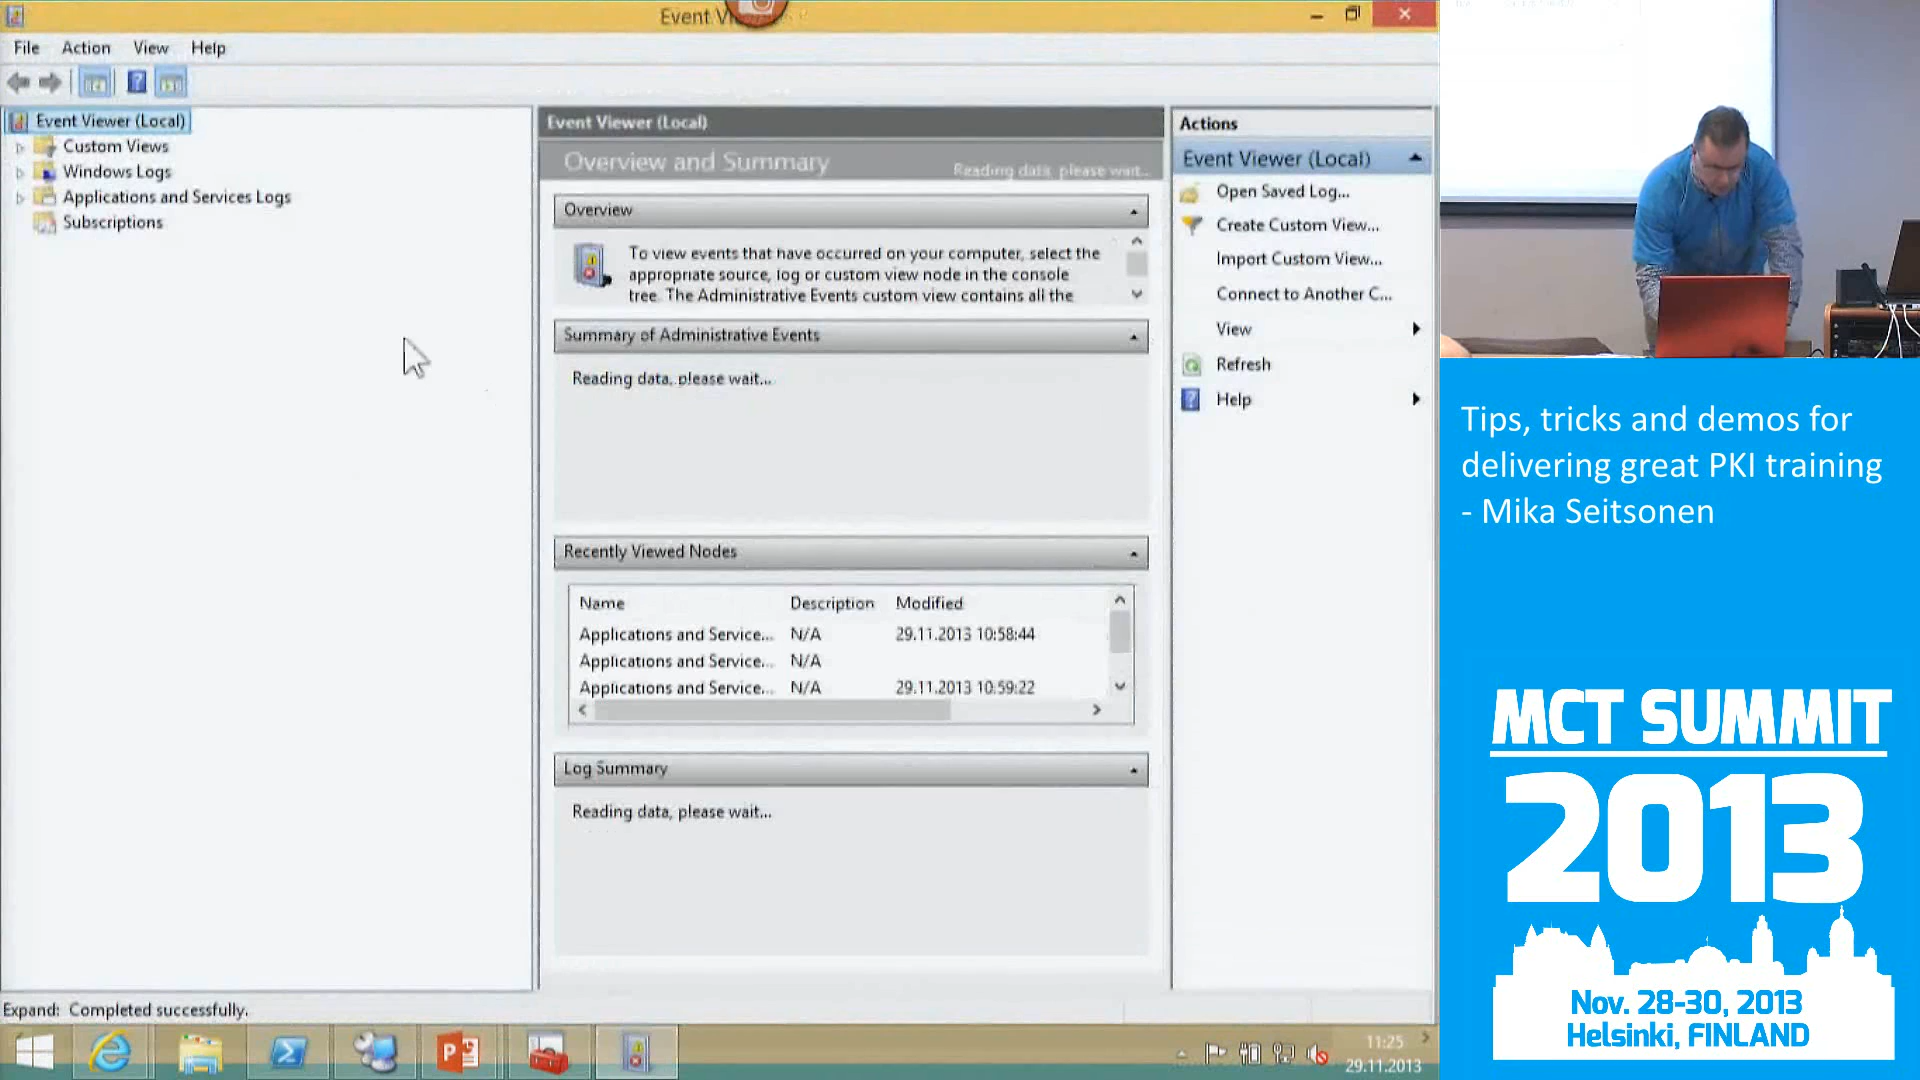 File Action View Help
Event Viewer (Local)
Custom Views
Windows Logs
Applications and Services Logs
Subscriptions
Event Viewer (Local)
Overview and Summary
Reading data, please wait...
Overview
To view events that have occurred on your computer, select the
appropriate source, log or custom view node in the console
tree. The Administrative Events custom view contains all the
Summary of Administrative Events
Reading data, please wait...
Recently Viewed Nodes
Name Description Modified
Applications and Service... N/A 29.11.2013 10:58:44
Applications and Service... N/A
Applications and Service... N/A 29.11.2013 10:59:22
Log Summary
Reading data, please wait...
Actions
Event Viewer (Local)
Open Saved Log...
Create Custom View...
Import Custom View...
Connect to Another C...
View
Refresh
Help
Expand: Completed successfully.
11:25
29.11.2013
Tips, tricks and demos for
delivering great PKI training
- Mika Seitsonen
MCT SUMMIT
2013
Nov. 28-30, 2013
Helsinki, FINLAND